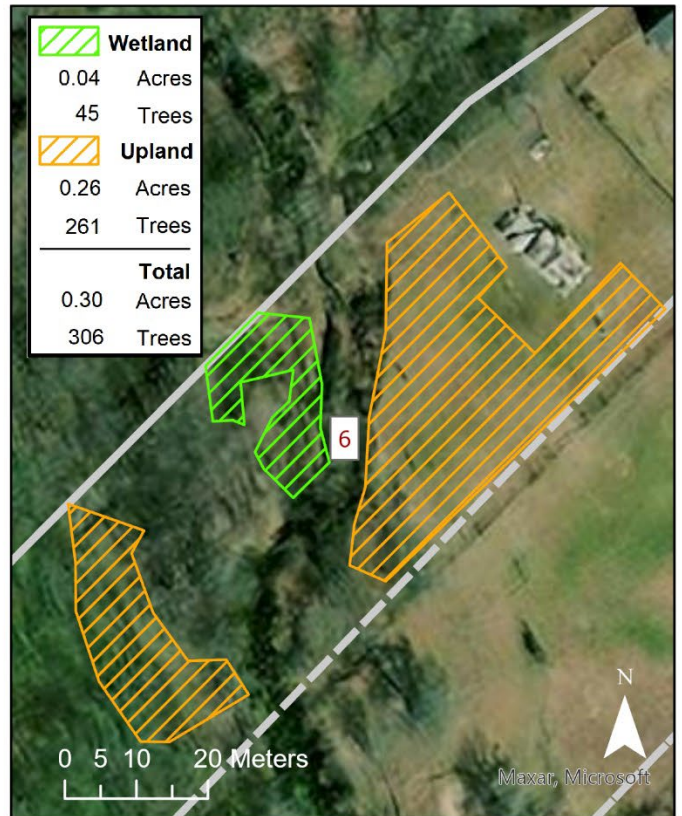 Wetland
0.04 Acres
45 Trees
Upland
0.26 Acres
261 Trees
Total
0.30 Acres
306 Trees
6
N
0 5 10 20 Meters
Maxar, Microsoft